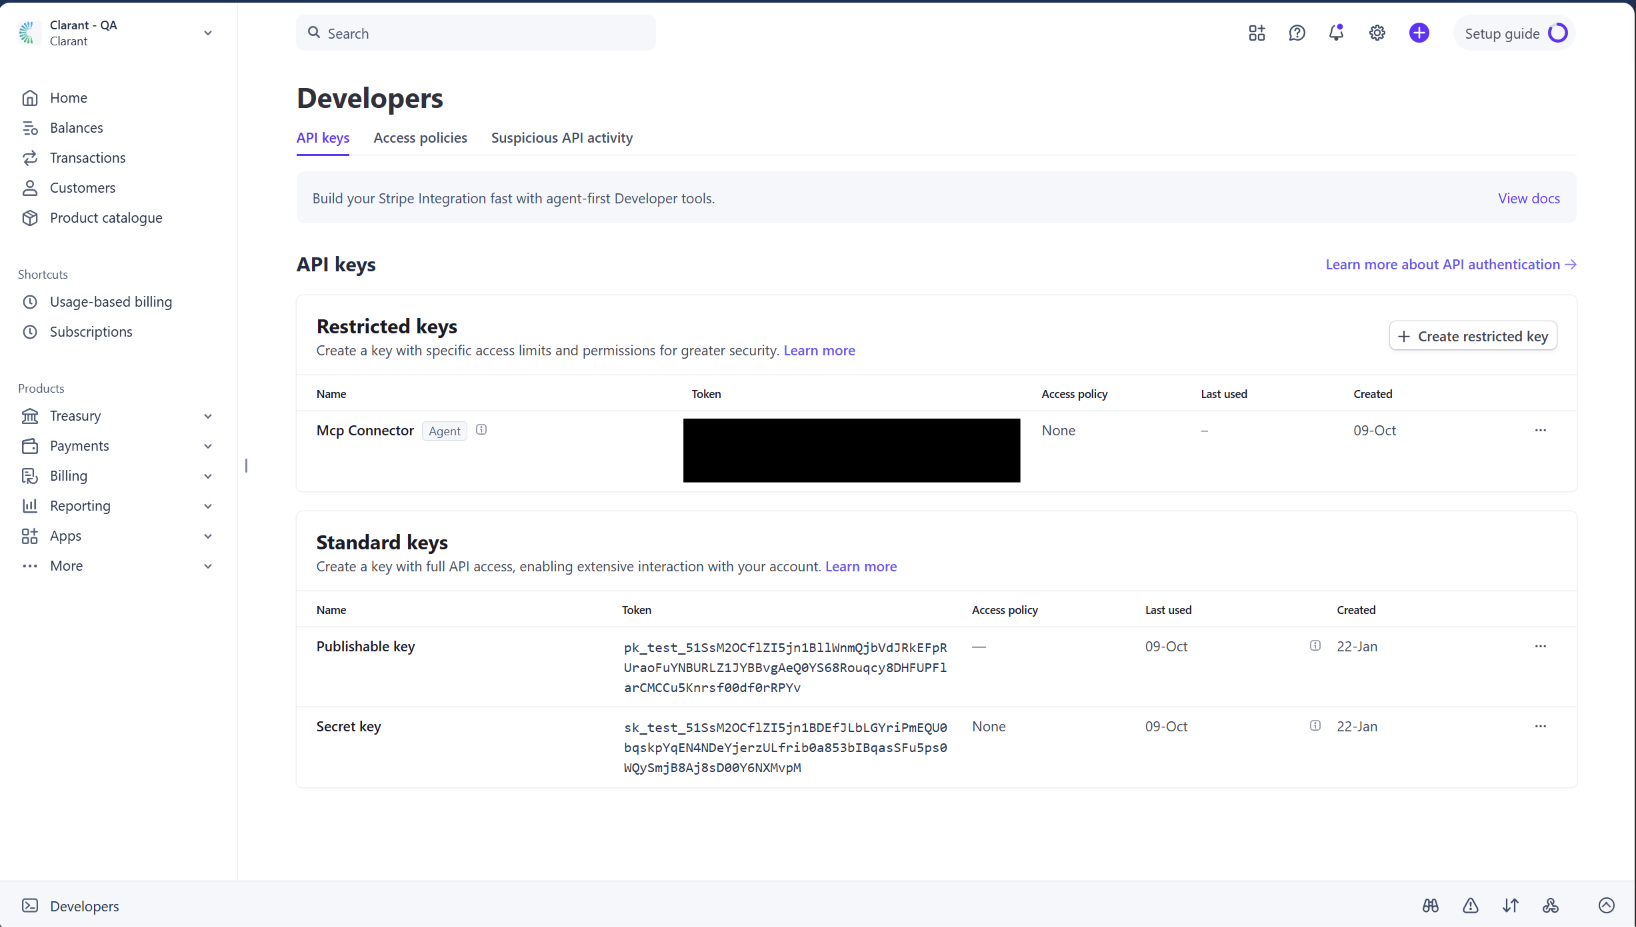 Clarant - QA
Clarant
Search
Setup guide
Home
Balances
Transactions
Customers
Product catalogue
Shortcuts
Usage-based billing
Subscriptions
Products
Treasury
Payments
Billing
Reporting
Apps
More
Developers
API keys Access policies Suspicious API activity
Build your Stripe Integration fast with agent-first Developer tools. View docs
API keys Learn more about API authentication →
Restricted keys
Create a key with specific access limits and permissions for greater security. Learn more
+ Create restricted key
Name Token Access policy Last used Created
Mcp Connector Agent None – 09-Oct ...
Standard keys
Create a key with full API access, enabling extensive interaction with your account. Learn more
Name Token Access policy Last used Created
Publishable key pk_test_51SsM2OCflZI5jn1BllWnmQjbVdJRkEFpR — 09-Oct 22-Jan ...
UraoFuYNBURLZ1JYBBvgAeQ0YS68Rouqcy8DHFUPFl
arCMCCu5Knrsf00df0rRPYv
Secret key sk_test_51SsM2OCflZI5jn1BDEfJLbLGYriPmEQU0 None 09-Oct 22-Jan ...
bqskpYqEN4NDeYjerzULfrib0a853bIBqasSFu5ps0
WQySmjB8Aj8sD00Y6NXMvpM
Developers